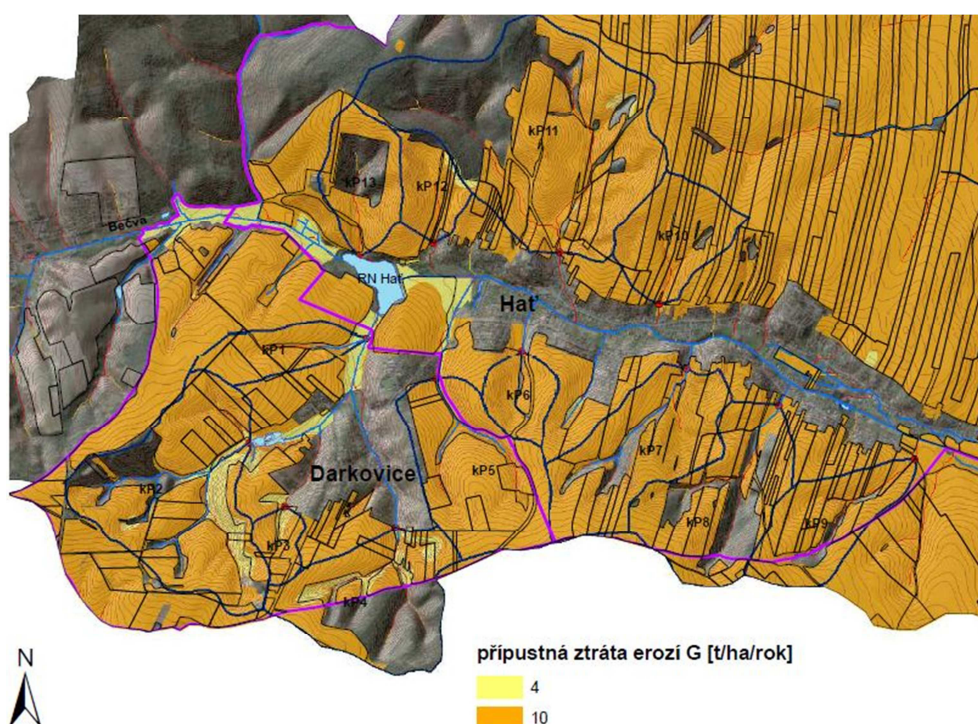 kP11
kP13
kP12
Bečva
kP10
RN Hať
Hať
kP1
kP6
kP7
kP5
Darkovice
kP2
kP8
kP9
kP3
kP4
N
přípustná ztráta erozí G [t/ha/rok]
4
10